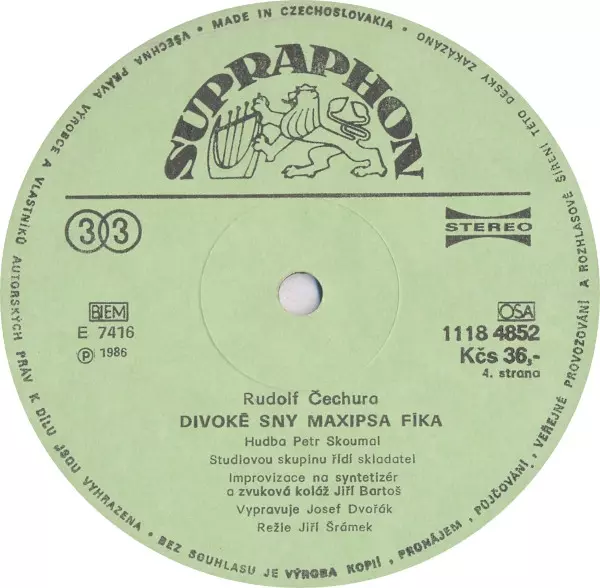 MADE IN CZECHOSLOVAKIA • VŠECHNA PRÁVA VÝROBCE A VLASTNÍKŮ AUTORSKÝCH PRÁV K DÍLU JSOU VYHRAZENA • BEZ SOUHLASU JE VÝROBA KOPIÍ, PRONÁJEM, PŮJČOVÁNÍ, VEŘEJNÉ PROVOZOVÁNÍ A ROZHLASOVÉ ŠÍŘENÍ TÉTO DESKY ZAKÁZÁNO
SUPRAPHON
33
STEREO
BIEM
E 7416
Ⓟ 1986
OSA
1118 4852
Kčs 36,-
4. strana
Rudolf Čechura
DIVOKÉ SNY MAXIPSA FÍKA
Hudba Petr Skoumal
Studiovou skupinu řídí skladatel
Improvizace na syntetizér
a zvuková koláž Jiří Bartoš
Vypravuje Josef Dvořák
Režie Jiří Šrámek